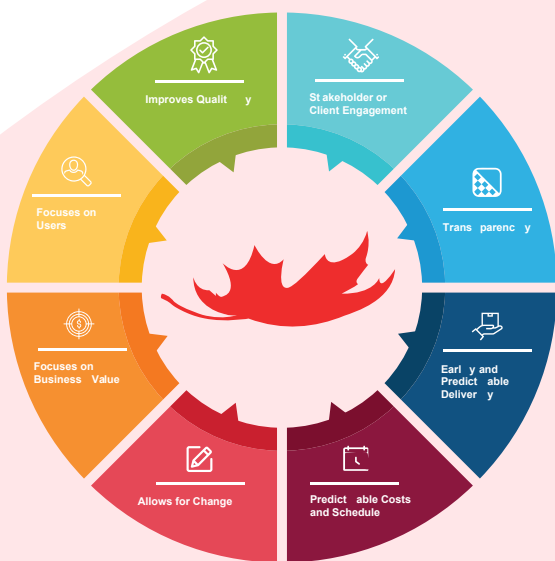 Improves Qualit y
St akeholder or
Client Engagement
Trans parenc y
Earl y and
Predict able
Deliver y
Predict able Costs
and Schedule
Allows for Change
Focuses on
Business Value
Focuses on
Users
$